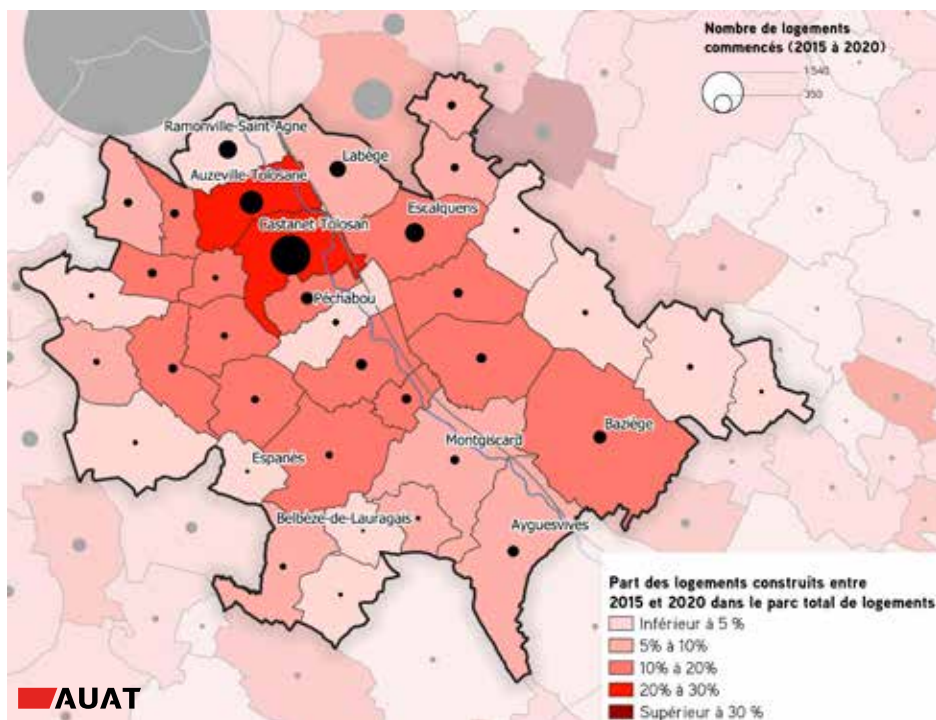 Nombre de logements
commencés (2015 à 2020)
1 540
350
Ramonville-Saint-Agne
Labège
Auzeville-Tolosane
Escalquens
Castanet-Tolosan
Péchabou
Baziège
Montgiscard
Espanès
Belbèze-de-Lauragais
Ayguesvives
Part des logements construits entre
2015 et 2020 dans le parc total de logements
Inférieur à 5 %
5% à 10%
10% à 20%
20% à 30%
Supérieur à 30 %
AUAT